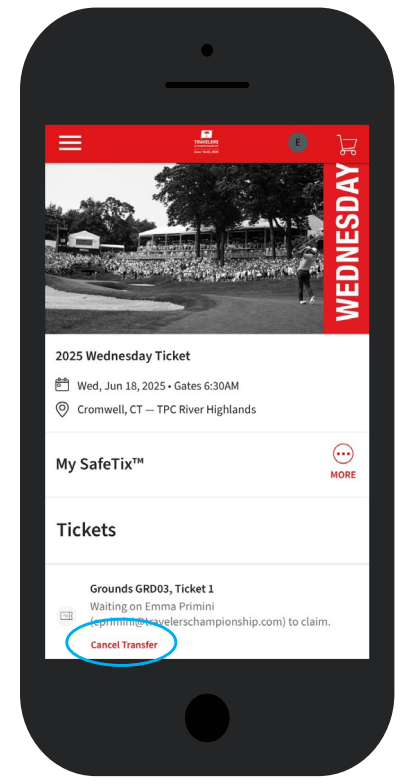 TRAVELERS
E
WEDNESDAY
2025 Wednesday Ticket
Wed, Jun 18, 2025 • Gates 6:30AM
Cromwell, CT — TPC River Highlands
My SafeTix™
MORE
Tickets
Grounds GRD03, Ticket 1
Waiting on Emma Primini
(eprimini@travelerschampionship.com) to claim.
Cancel Transfer